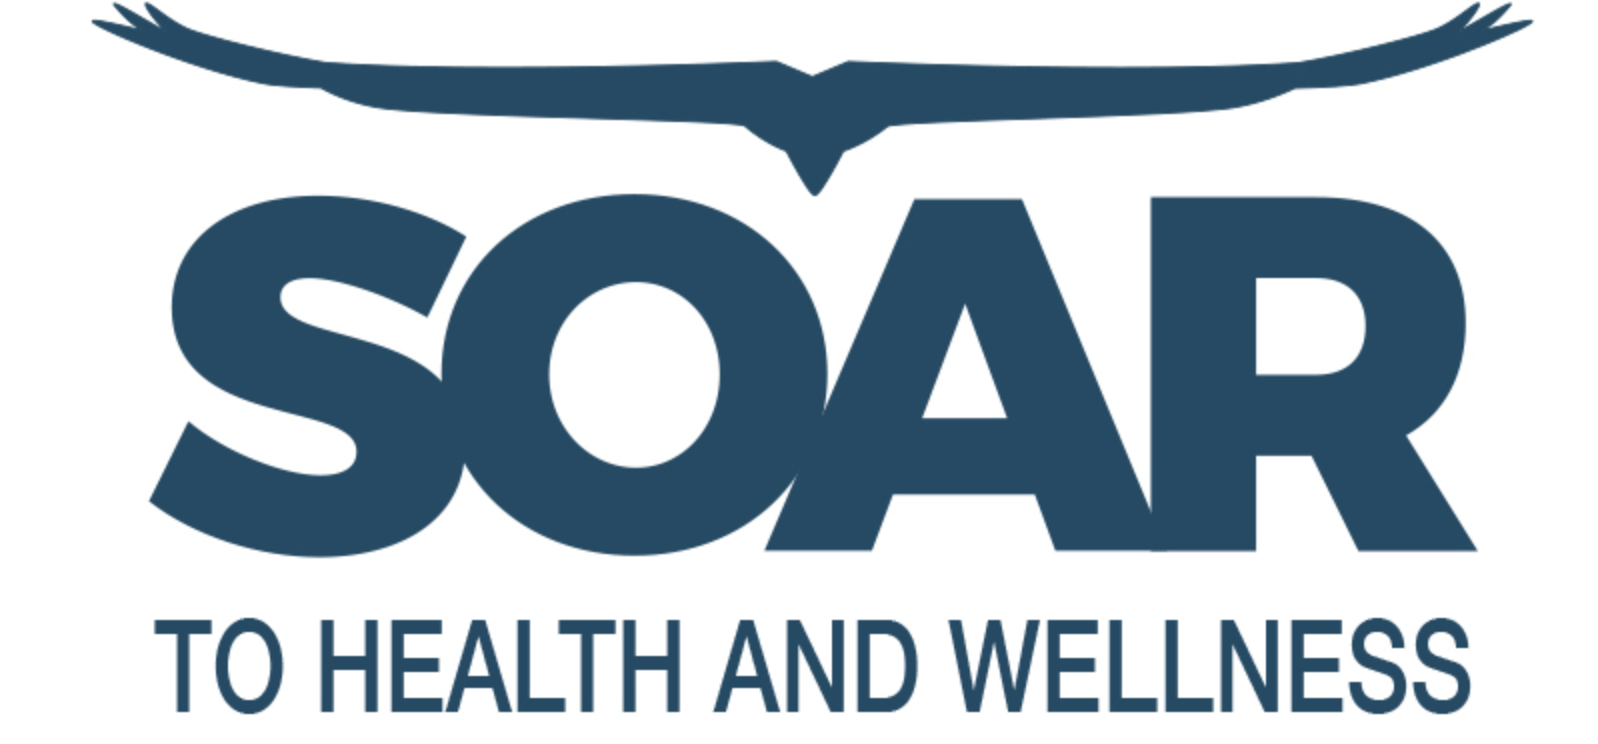 SOAR
TO HEALTH AND WELLNESS